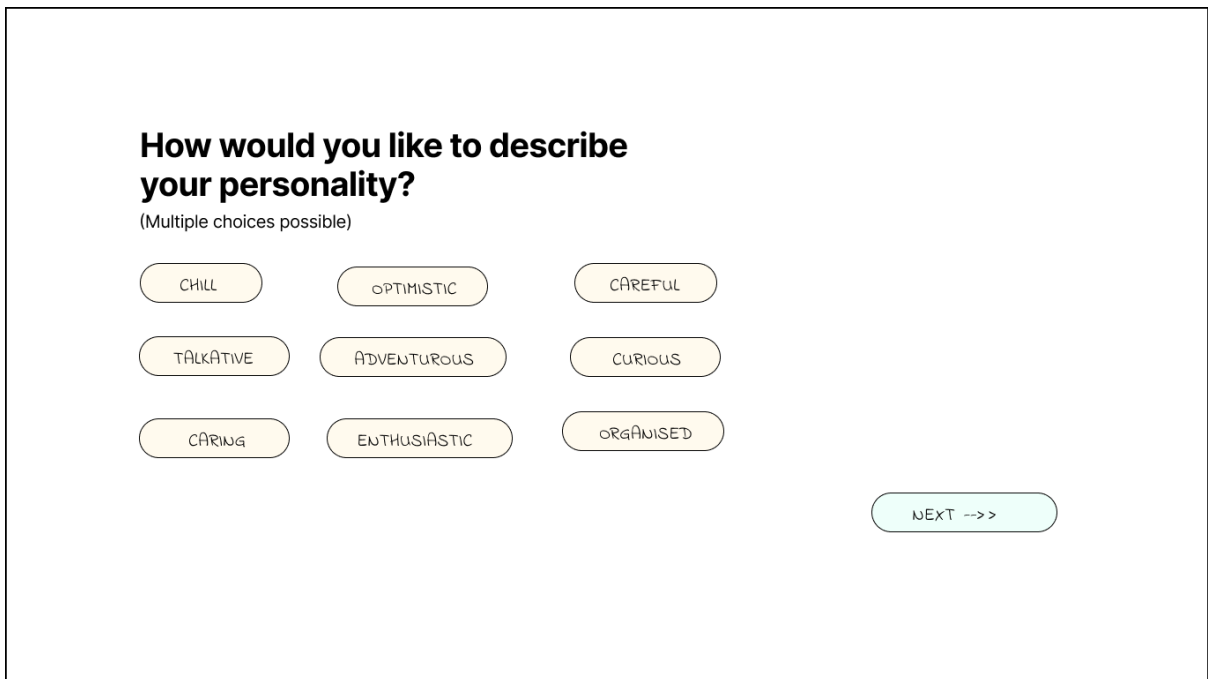 How would you like to describe
your personality?
(Multiple choices possible)
CHILL
OPTIMISTIC
CAREFUL
TALKATIVE
ADVENTUROUS
CURIOUS
CARING
ENTHUSIASTIC
ORGANISED
NEXT -->>